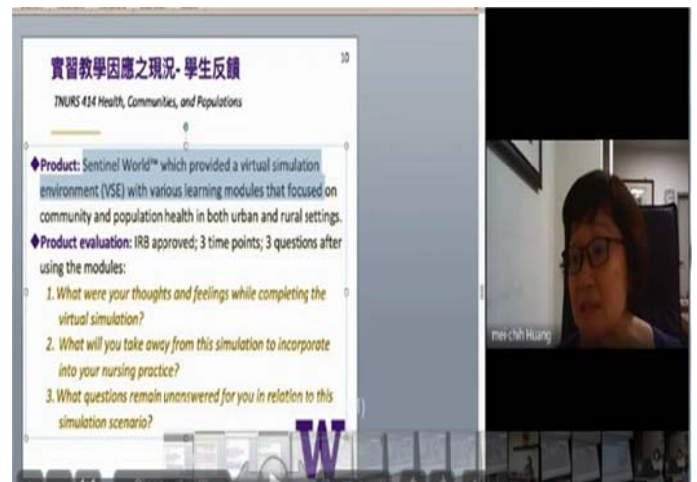 10
實習教學因應之現況- 學生反饋
TNURS 414 Health, Communities, and Populations
◆Product: Sentinel World™ which provided a virtual simulation
environment (VSE) with various learning modules that focused on
community and population health in both urban and rural settings.
◆Product evaluation: IRB approved; 3 time points; 3 questions after
using the modules:
1. What were your thoughts and feelings while completing the
virtual simulation?
2. What will you take away from this simulation to incorporate
into your nursing practice?
3. What questions remain unanswered for you in relation to this
simulation scenario?
W
mei-chih Huang